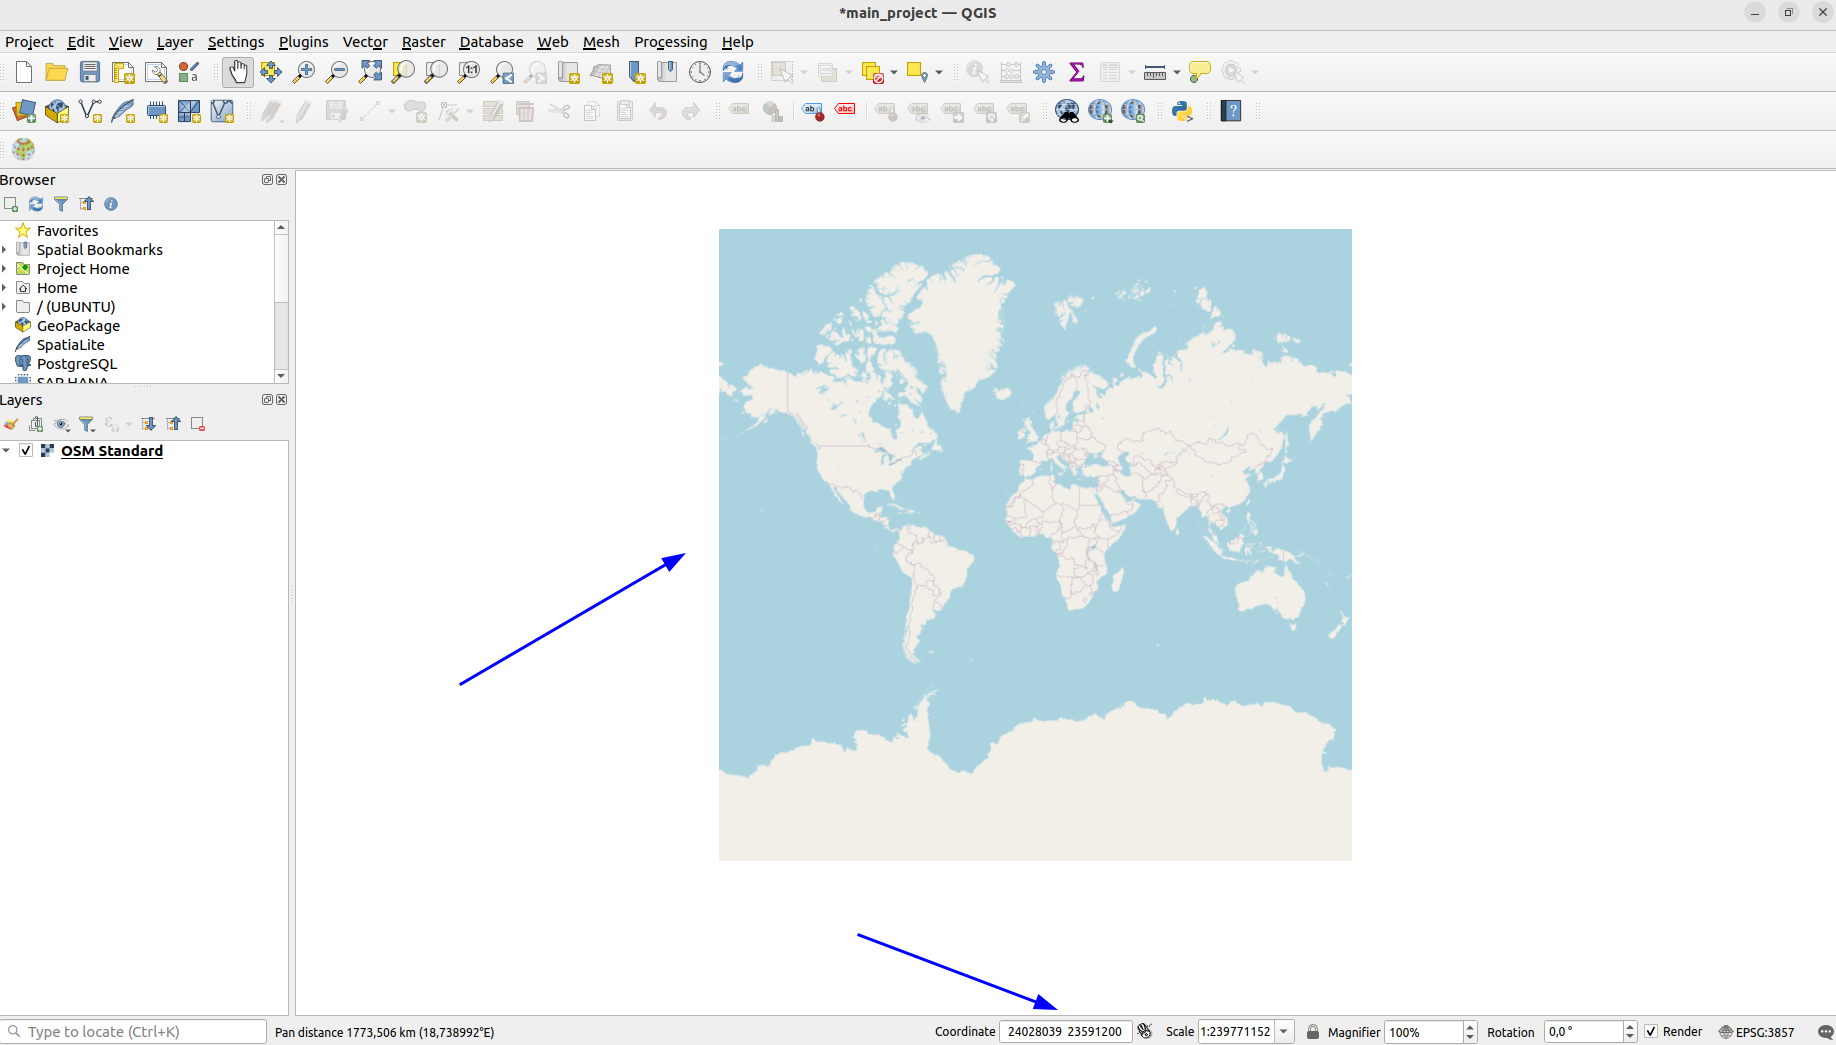 *main_project — QGIS
Project Edit View Layer Settings Plugins Vector Raster Database Web Mesh Processing Help
Browser
Favorites
Spatial Bookmarks
Project Home
Home
/ (UBUNTU)
GeoPackage
SpatiaLite
PostgreSQL
SAP HANA
Layers
OSM Standard
Type to locate (Ctrl+K) Pan distance 1773,506 km (18,738992°E) Coordinate 24028039 23591200 Scale 1:239771152 Magnifier 100% Rotation 0,0 ° Render EPSG:3857